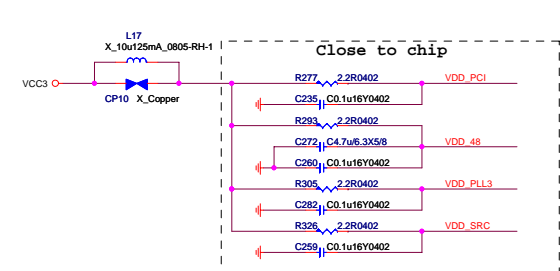 L17
X_10u125mA_0805-RH-1
Close to chip
VCC3
CP10 X_Copper
R277 2.2R0402 VDD_PCI
C235 C0.1u16Y0402
R293 2.2R0402
C272 C4.7u/6.3X5/8 VDD_48
C260 C0.1u16Y0402
R305 2.2R0402 VDD_PLL3
C282 C0.1u16Y0402
R326 2.2R0402 VDD_SRC
C259 C0.1u16Y0402